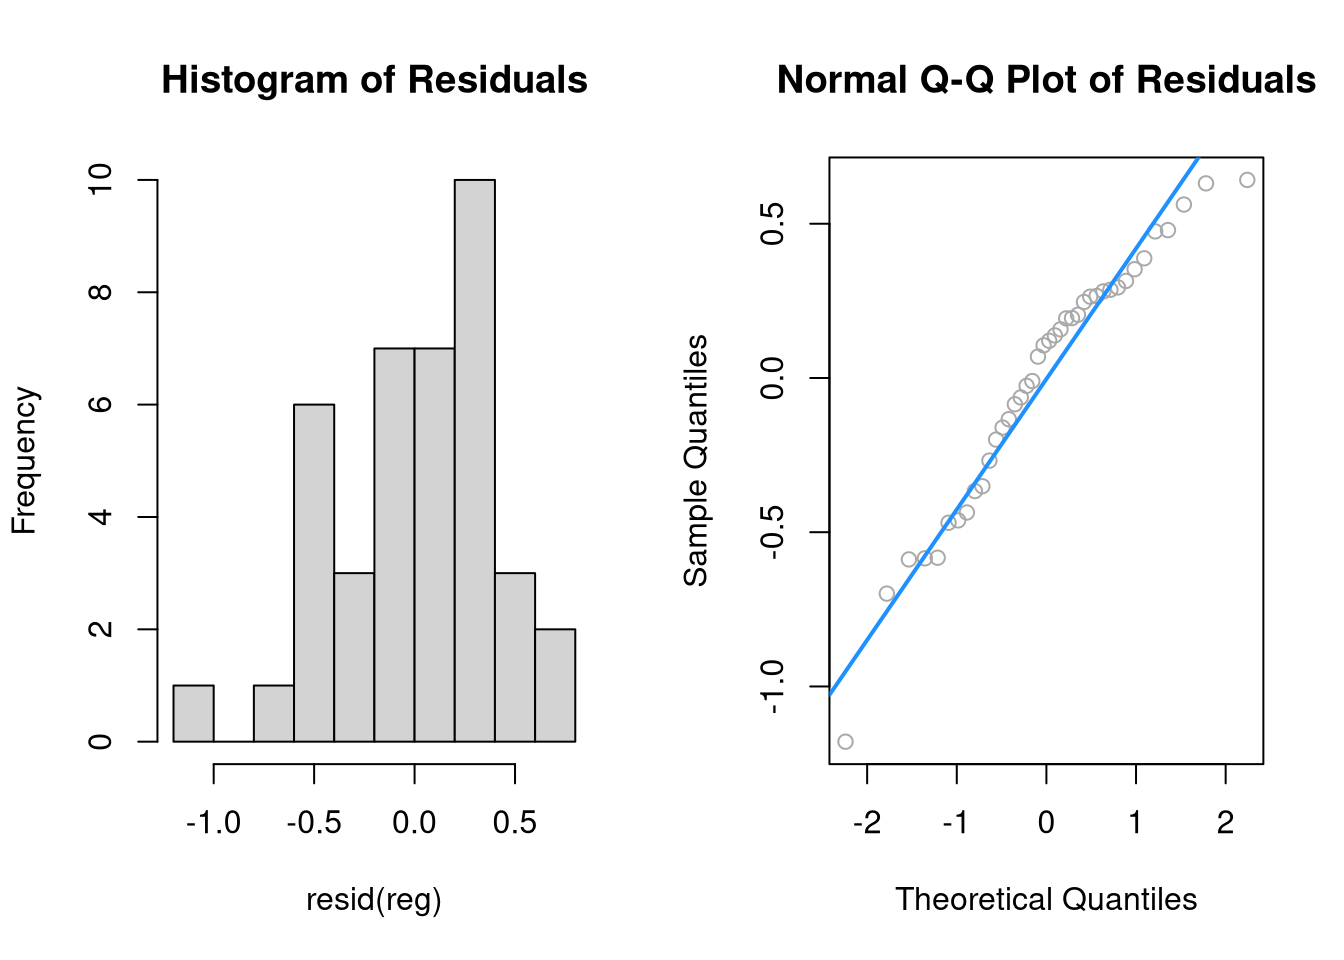 Histogram of Residuals
Frequency
0 2 4 6 8 10
-1.0 -0.5 0.0 0.5
resid(reg)
Normal Q-Q Plot of Residuals
Sample Quantiles
-1.0 -0.5 0.0 0.5
-2 -1 0 1 2
Theoretical Quantiles